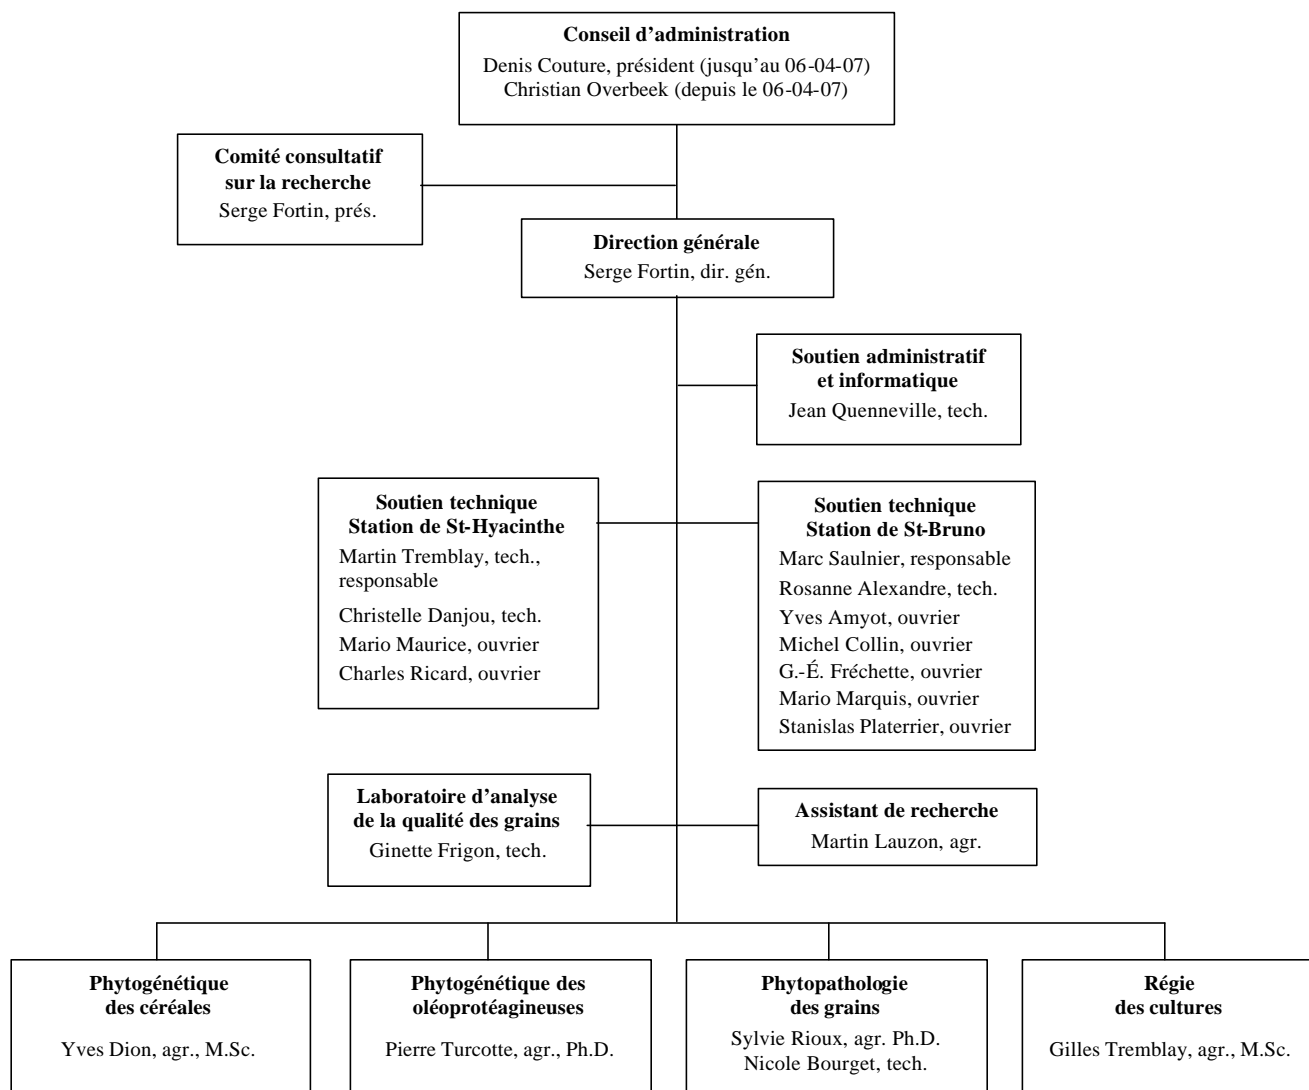 Conseil d'administration
Denis Couture, président (jusqu'au 06-04-07)
Christian Overbeek (depuis le 06-04-07)
Comité consultatif
sur la recherche
Serge Fortin, prés.
Direction générale
Serge Fortin, dir. gén.
Soutien administratif
et informatique
Jean Quenneville, tech.
Soutien technique
Station de St-Hyacinthe
Martin Tremblay, tech.,
responsable
Christelle Danjou, tech.
Mario Maurice, ouvrier
Charles Ricard, ouvrier
Soutien technique
Station de St-Bruno
Marc Saulnier, responsable
Rosanne Alexandre, tech.
Yves Amyot, ouvrier
Michel Collin, ouvrier
G.-É. Fréchette, ouvrier
Mario Marquis, ouvrier
Stanislas Platerrier, ouvrier
Laboratoire d'analyse
de la qualité des grains
Ginette Frigon, tech.
Assistant de recherche
Martin Lauzon, agr.
Phytogénétique
des céréales
Yves Dion, agr., M.Sc.
Phytogénétique des
oléoprotéagineuses
Pierre Turcotte, agr., Ph.D.
Phytopathologie
des grains
Sylvie Rioux, agr. Ph.D.
Nicole Bourget, tech.
Régie
des cultures
Gilles Tremblay, agr., M.Sc.